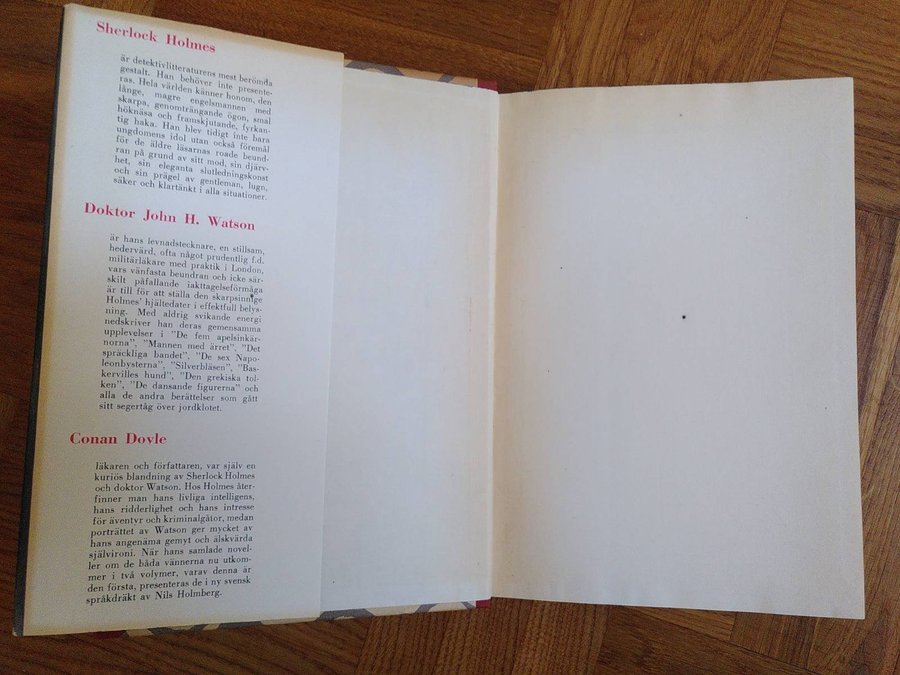 Sherlock Holmes
är detektivlitteraturens mest berömda
gestalt. Han behöver inte presente-
ras. Hela världen känner honom, den
långe, magre engelsmannen med
skarpa, genomträngande ögon, smal
höknäsa och framskjutande, fyrkan-
tig haka. Han blev tidigt inte bara
ungdomens idol utan också föremål
för de äldre läsarnas roade beund-
ran på grund av sitt mod, sin djärv-
het, sin eleganta slutledningskonst
och sin prägel av gentleman, lugn,
säker och klartänkt i alla situationer.
Doktor John H. Watson
är hans levnadstecknare, en stillsam,
hedervärd, ofta något prudentlig f.d.
militärläkare med praktik i London,
vars vänfasta beundran och icke sär-
skilt påfallande iakttagelseförmåga
är till för att ställa den skarpsinnige
Holmes' hjältedater i effektfull belys-
ning. Med aldrig svikande energi
nedskriver han deras gemensamma
upplevelser i "De fem apelsinkär-
norna", "Mannen med ärret", "Det
spräckliga bandet", "De sex Napo-
leonbysterna", "Silverbläsen", "Bas-
kervilles hund", "Den grekiska tol-
ken", "De dansande figurerna" och
alla de andra berättelser som gått
sitt segertåg över jordklotet.
Conan Doyle
läkaren och författaren, var själv en
kuriös blandning av Sherlock Holmes
och doktor Watson. Hos Holmes åter-
finner man hans livliga intelligens,
hans ridderlighet och hans intresse
för äventyr och kriminalgåtor, medan
porträttet av Watson ger mycket av
hans angenäma gemyt och älskvärda
självironi. När hans samlade novel-
ler om de båda vännerna nu utkom-
mer i två volymer, varav denna är
den första, presenteras de i ny svensk
språkdräkt av Nils Holmberg.